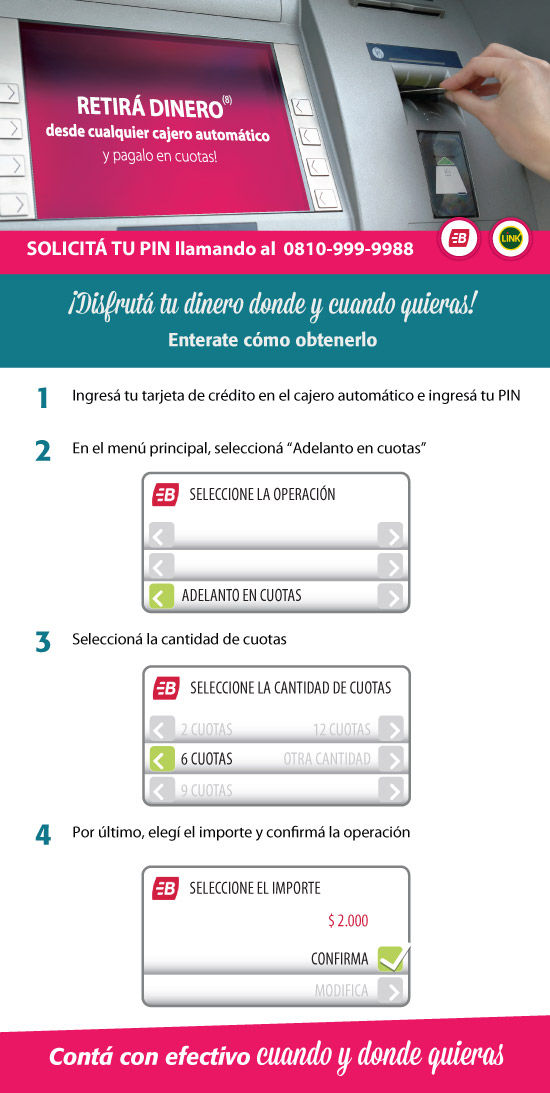 RETIRÁ DINERO(8)
desde cualquier cajero automático
y pagalo en cuotas!
SOLICITÁ TU PIN llamando al 0810-999-9988
B
LINK
¡Disfrutá tu dinero donde y cuando quieras!
Enterate cómo obtenerlo
1 Ingresá tu tarjeta de crédito en el cajero automático e ingresá tu PIN
2 En el menú principal, seleccioná “Adelanto en cuotas”
B SELECCIONE LA OPERACIÓN
ADELANTO EN CUOTAS
3 Seleccioná la cantidad de cuotas
B SELECCIONE LA CANTIDAD DE CUOTAS
2 CUOTAS 12 CUOTAS
6 CUOTAS OTRA CANTIDAD
9 CUOTAS
4 Por último, elegí el importe y confirmá la operación
B SELECCIONE EL IMPORTE
$ 2.000
CONFIRMA
MODIFICA
Contá con efectivo cuando y donde quieras